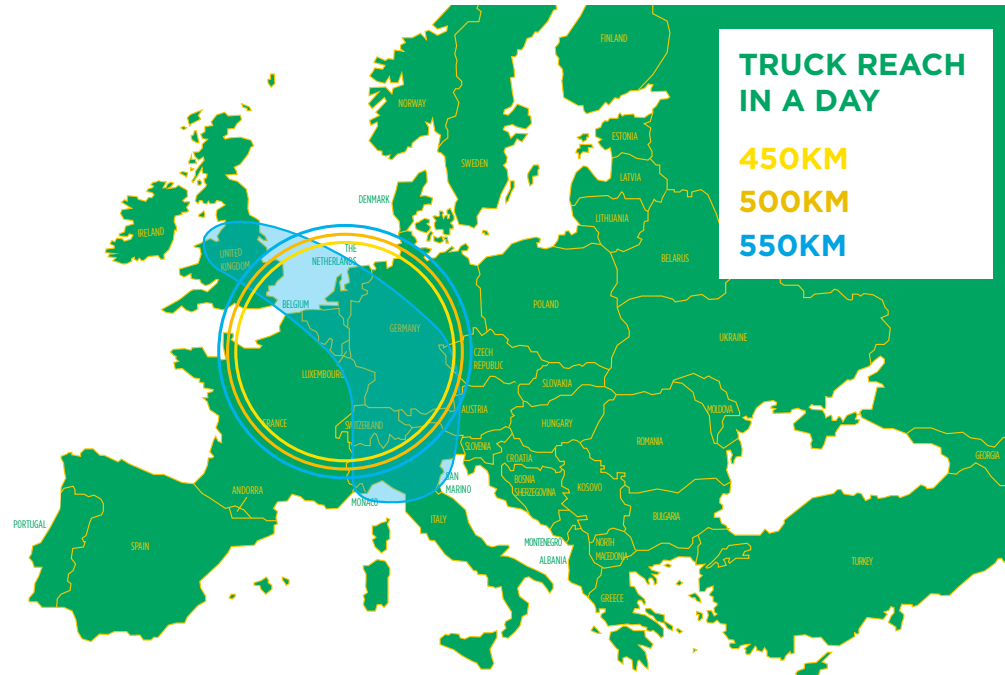 TRUCK REACH
IN A DAY
450KM
500KM
550KM
FINLAND
NORWAY
SWEDEN
ESTONIA
LATVIA
LITHUANIA
DENMARK
IRELAND
UNITED
KINGDOM
THE
NETHERLANDS
BELARUS
BELGIUM
POLAND
GERMANY
UKRAINE
CZECH
REPUBLIC
LUXEMBOURG
SLOVAKIA
AUSTRIA
MOLDOVA
FRANCE
SWITZERLAND
HUNGARY
ROMANIA
SLOVENIA
CROATIA
GEORGIA
BOSNIA
SHERZEGOVINA
KOSOVO
SAN
MARINO
ANDORRA
MONACO
PORTUGAL
ITALY
BULGARIA
SPAIN
MONTENEGRO
NORTH
MACEDONIA
ALBANIA
TURKEY
GREECE